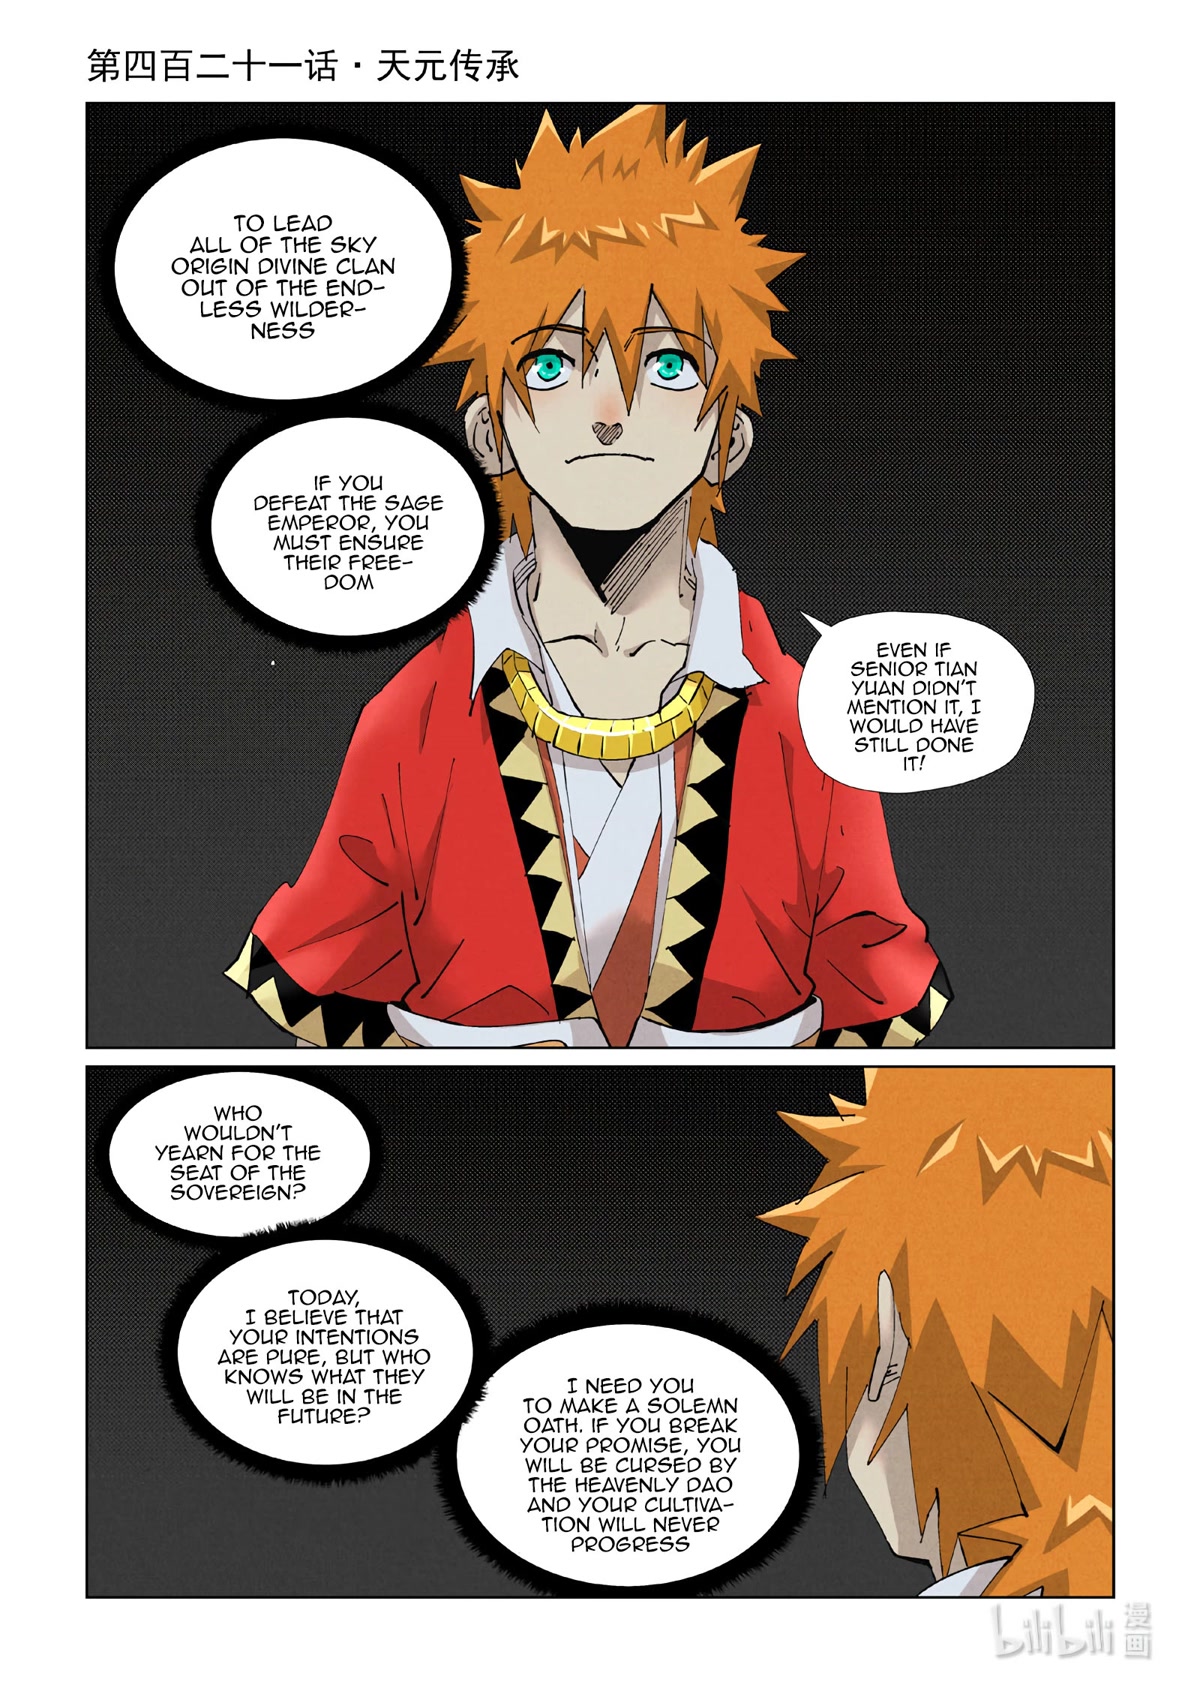 第四百二十一话·天元传承
TO LEAD
ALL OF THE SKY
ORIGIN DIVINE CLAN
OUT OF THE END-
LESS WILDER-
NESS
IF YOU
DEFEAT THE SAGE
EMPEROR, YOU
MUST ENSURE
THEIR FREE-
DOM
EVEN IF
SENIOR TIAN
YUAN DIDN'T
MENTION IT, I
WOULD HAVE
STILL DONE
IT!
WHO
WOULDN'T
YEARN FOR THE
SEAT OF THE
SOVEREIGN?
TODAY,
I BELIEVE THAT
YOUR INTENTIONS
ARE PURE, BUT WHO
KNOWS WHAT THEY
WILL BE IN THE
FUTURE?
I NEED YOU
TO MAKE A SOLEMN
OATH. IF YOU BREAK
YOUR PROMISE, YOU
WILL BE CURSED BY
THE HEAVENLY DAO
AND YOUR CULTIVA-
TION WILL NEVER
PROGRESS
bilibili 漫画